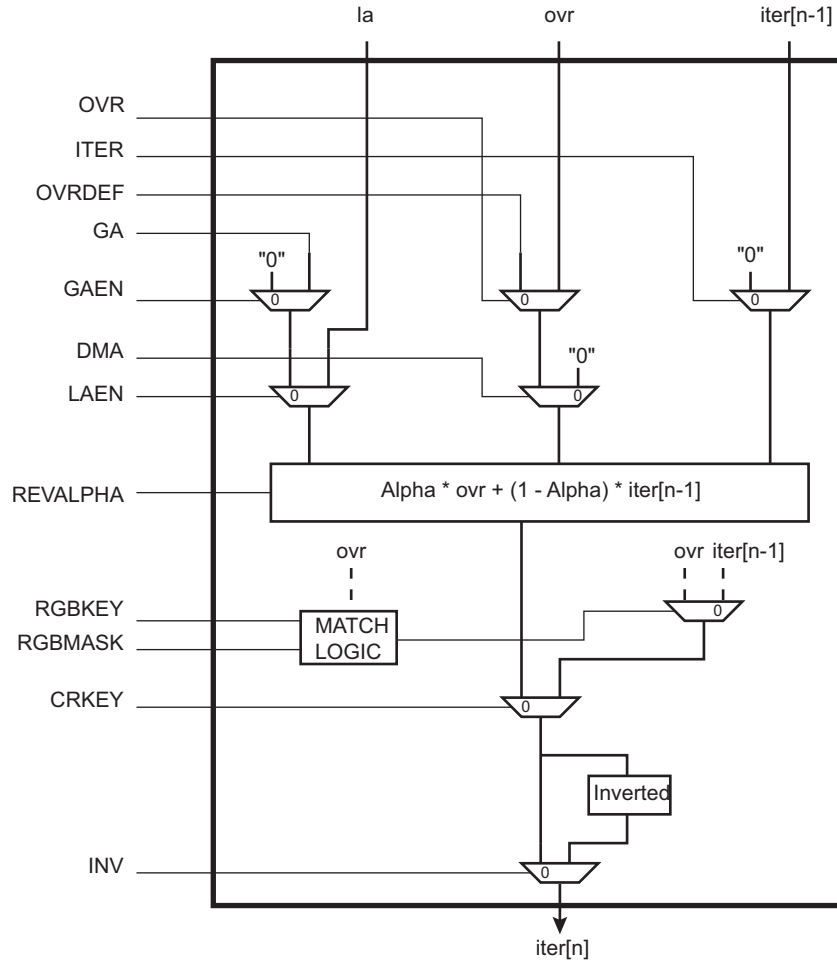 la ovr iter[n-1]
OVR
ITER
OVRDEF
GA
"0" "0"
GAEN 0 0 0
DMA "0"
LAEN 0 0
REVALPHA Alpha * ovr + (1 - Alpha) * iter[n-1]
ovr ovr iter[n-1]
RGBKEY 0
MATCH
RGBMASK LOGIC
CRKEY 0
Inverted
INV 0
iter[n]